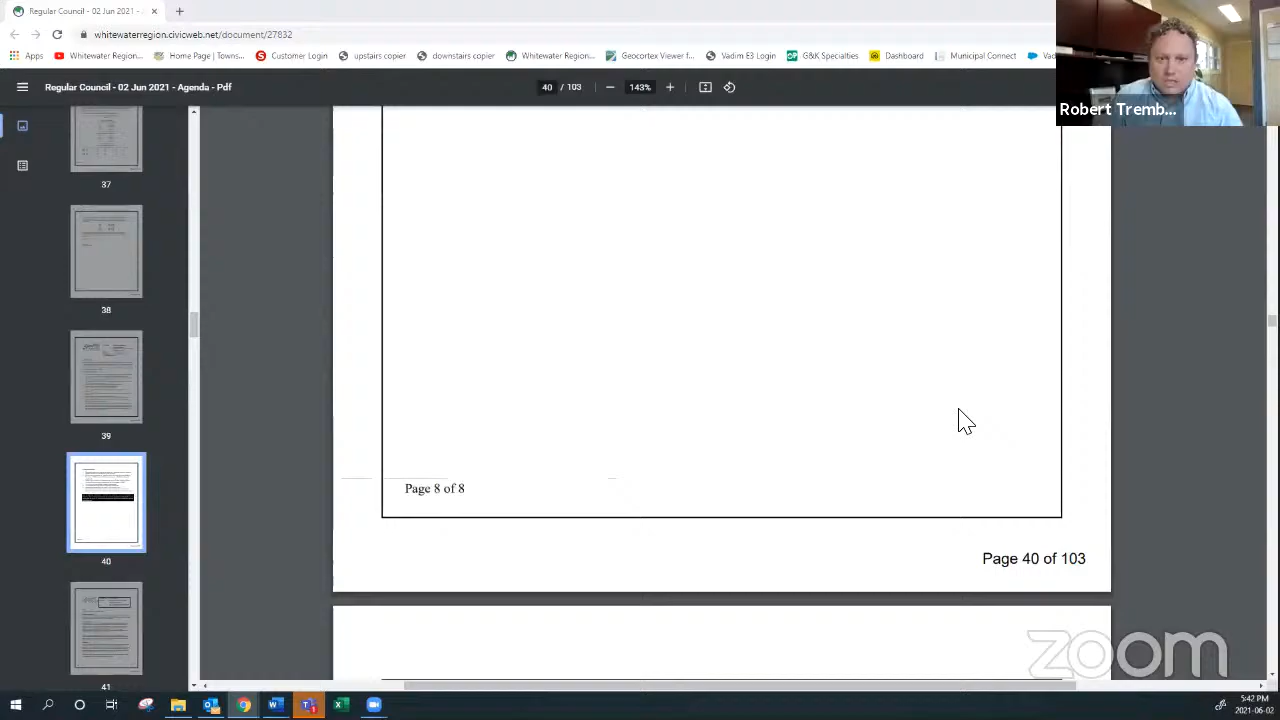 Regular Council - 02 Jun 2021 -
whitewaterregion.civicweb.net/document/27832
Apps Whitewater Region... Home Page | Towns... Customer Login upstairs copier downstairs copier Whitewater Region... Geocortex Viewer f... Vadim E3 Login G&K Specialties Dashboard Municipal Connect Vad
Regular Council - 02 Jun 2021 - Agenda - Pdf
40 / 103
143%
Robert Tremb...
37
38
39
40
41
Page 8 of 8
Page 40 of 103
zoom
5:42 PM
2021-06-02